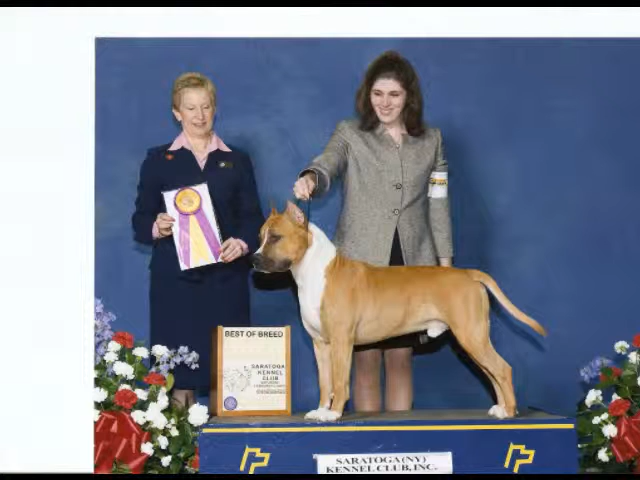 BEST OF BREED
SARATOGA
KENNEL
CLUB
SARATOGA (NY)
KENNEL CLUB, INC.